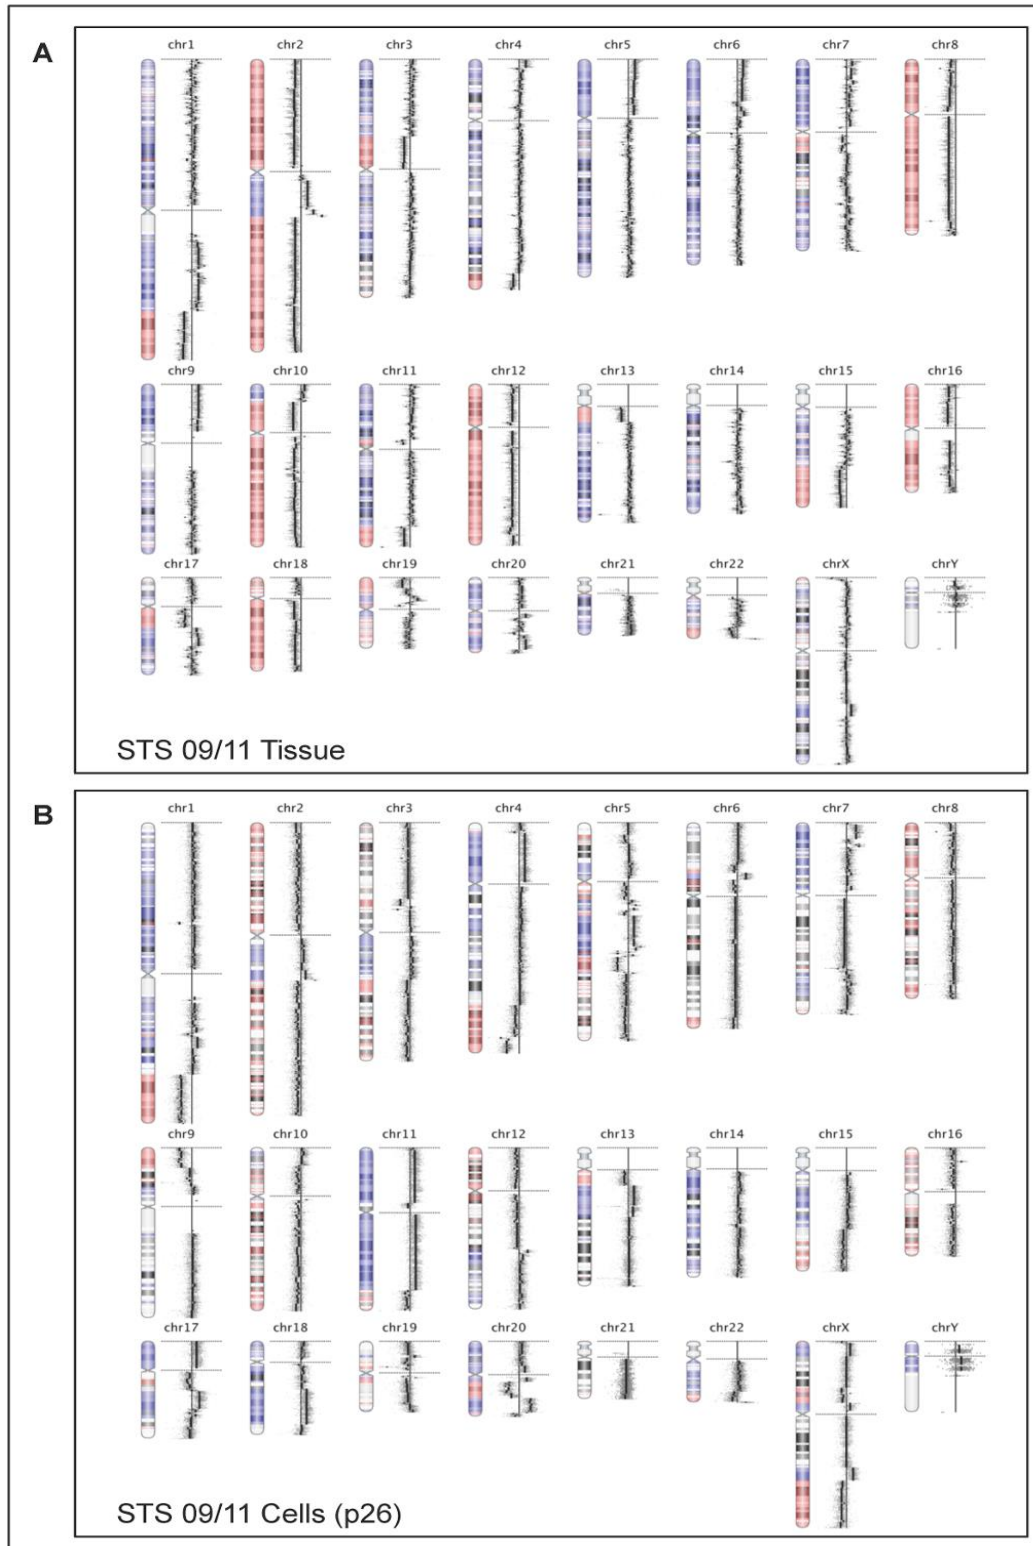 A
chr1 chr2 chr3 chr4 chr5 chr6 chr7 chr8
chr9 chr10 chr11 chr12 chr13 chr14 chr15 chr16
chr17 chr18 chr19 chr20 chr21 chr22 chrX chrY
STS 09/11 Tissue
B
chr1 chr2 chr3 chr4 chr5 chr6 chr7 chr8
chr9 chr10 chr11 chr12 chr13 chr14 chr15 chr16
chr17 chr18 chr19 chr20 chr21 chr22 chrX chrY
STS 09/11 Cells (p26)